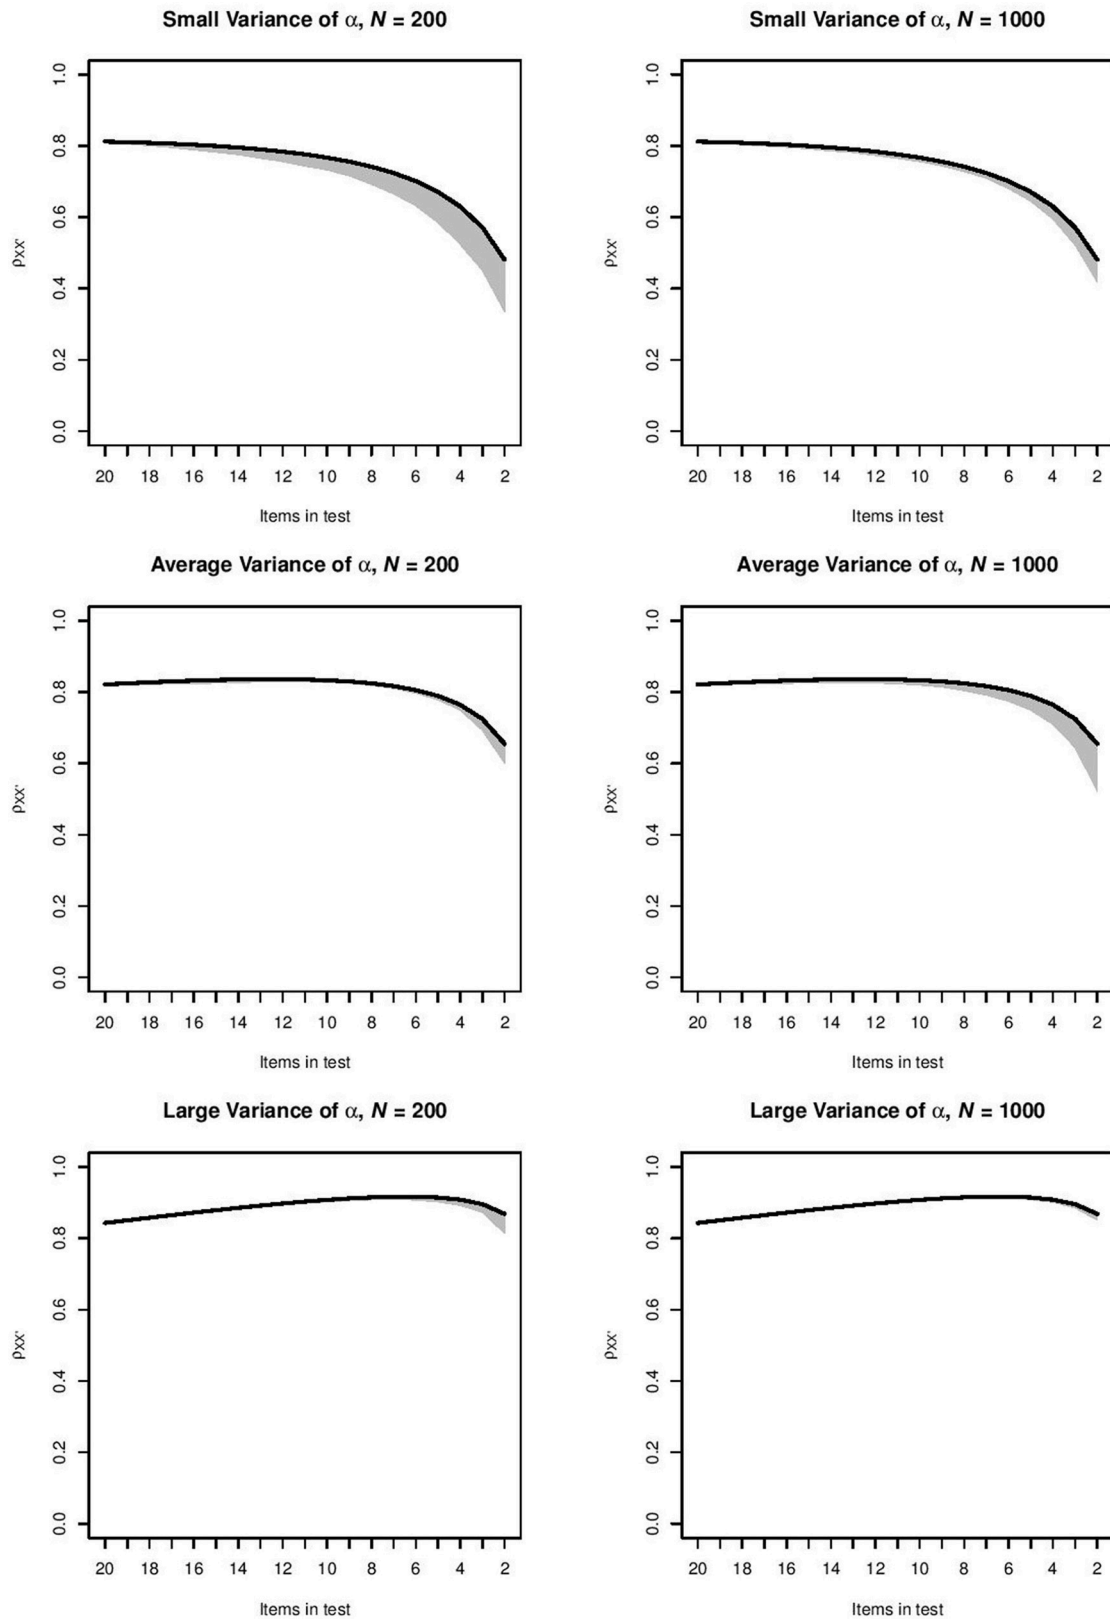 Small Variance of α, N = 200
Small Variance of α, N = 1000
1.0
0.8
0.6
0.4
0.2
0.0
ρXX'
20 18 16 14 12 10 8 6 4 2
Items in test
1.0
0.8
0.6
0.4
0.2
0.0
ρXX'
20 18 16 14 12 10 8 6 4 2
Items in test
Average Variance of α, N = 200
Average Variance of α, N = 1000
1.0
0.8
0.6
0.4
0.2
0.0
ρXX'
20 18 16 14 12 10 8 6 4 2
Items in test
1.0
0.8
0.6
0.4
0.2
0.0
ρXX'
20 18 16 14 12 10 8 6 4 2
Items in test
Large Variance of α, N = 200
Large Variance of α, N = 1000
1.0
0.8
0.6
0.4
0.2
0.0
ρXX'
20 18 16 14 12 10 8 6 4 2
Items in test
1.0
0.8
0.6
0.4
0.2
0.0
ρXX'
20 18 16 14 12 10 8 6 4 2
Items in test